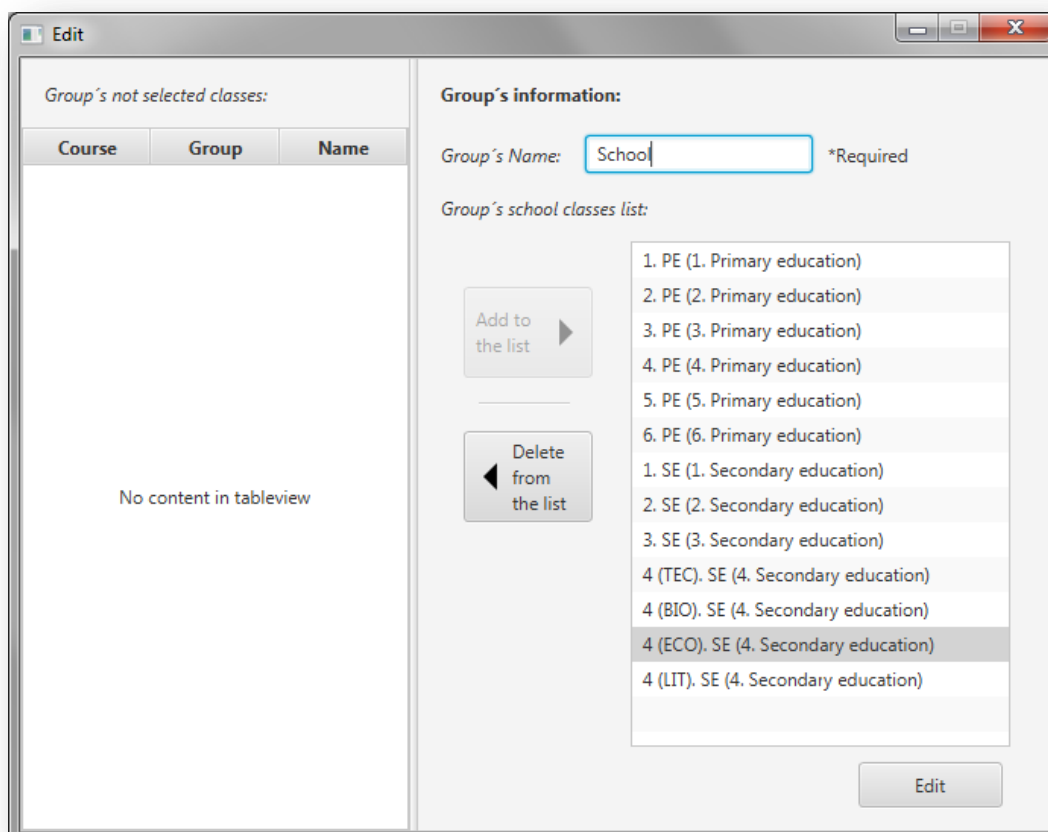 Edit
Group´s not selected classes:
Course Group Name
No content in tableview
Group´s information:
Group´s Name: School *Required
Group´s school classes list:
Add to
the list
Delete
from
the list
1. PE (1. Primary education)
2. PE (2. Primary education)
3. PE (3. Primary education)
4. PE (4. Primary education)
5. PE (5. Primary education)
6. PE (6. Primary education)
1. SE (1. Secondary education)
2. SE (2. Secondary education)
3. SE (3. Secondary education)
4 (TEC). SE (4. Secondary education)
4 (BIO). SE (4. Secondary education)
4 (ECO). SE (4. Secondary education)
4 (LIT). SE (4. Secondary education)
Edit